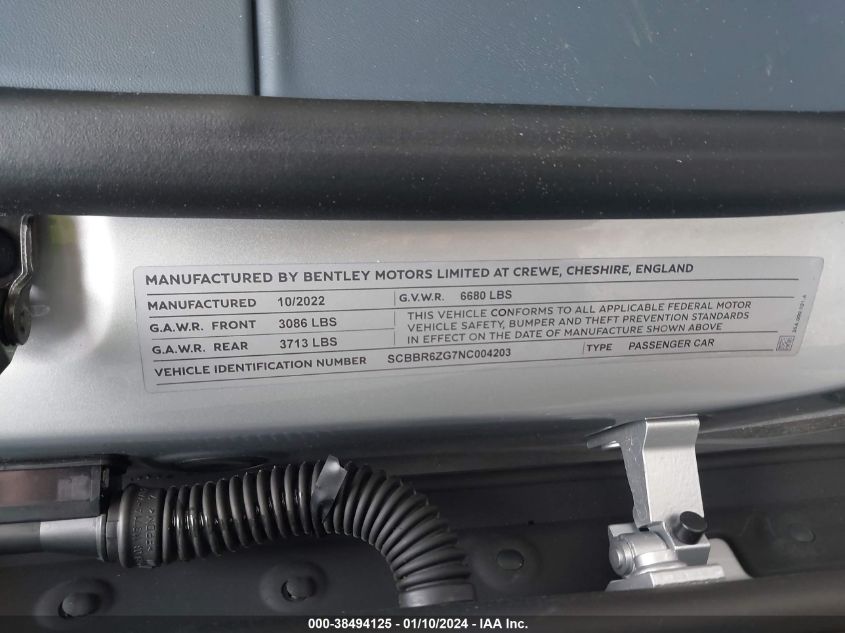 MANUFACTURED BY BENTLEY MOTORS LIMITED AT CREWE, CHESHIRE, ENGLAND
MANUFACTURED 10/2022 G.V.W.R. 6680 LBS
G.A.W.R. FRONT 3086 LBS
G.A.W.R. REAR 3713 LBS
THIS VEHICLE CONFORMS TO ALL APPLICABLE FEDERAL MOTOR
VEHICLE SAFETY, BUMPER AND THEFT PREVENTION STANDARDS
IN EFFECT ON THE DATE OF MANUFACTURE SHOWN ABOVE
VEHICLE IDENTIFICATION NUMBER SCBBR6ZG7NC004203 TYPE PASSENGER CAR
000-38494125 - 01/10/2024 - IAA Inc.